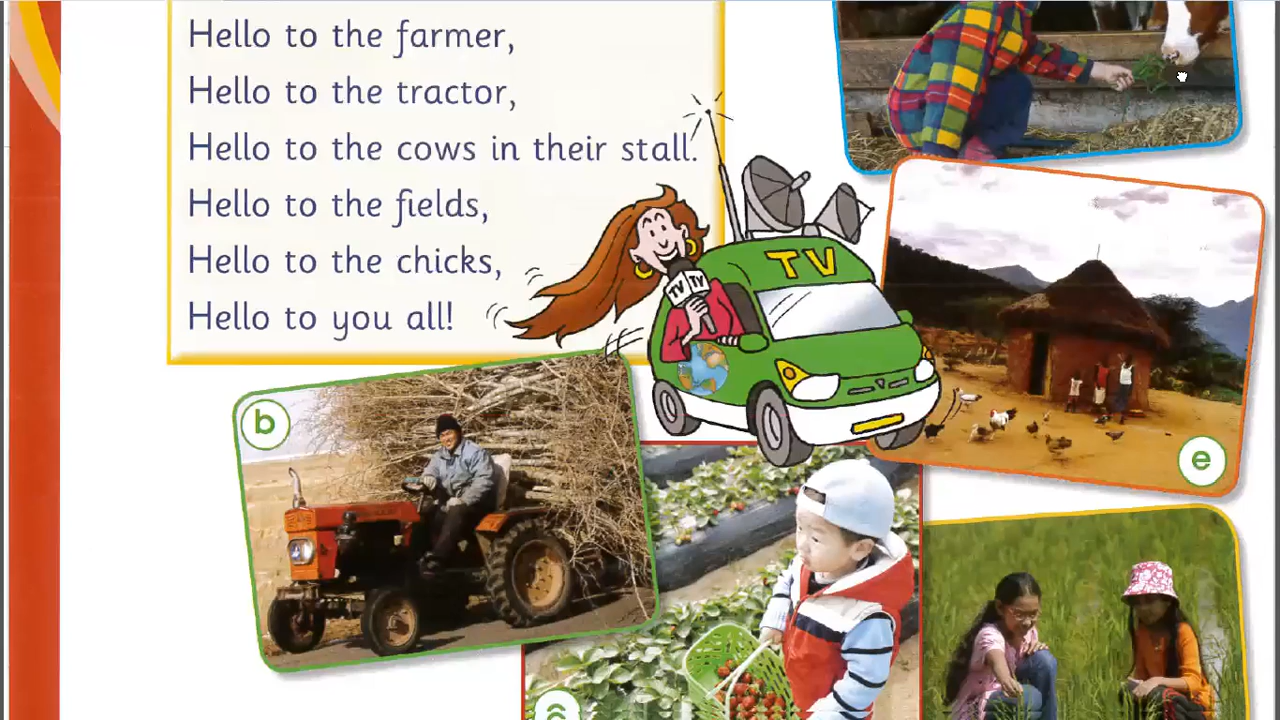 Hello to the farmer,
Hello to the tractor,
Hello to the cows in their stall.
Hello to the fields,
Hello to the chicks,
Hello to you all!
TV
TV TV
b
e